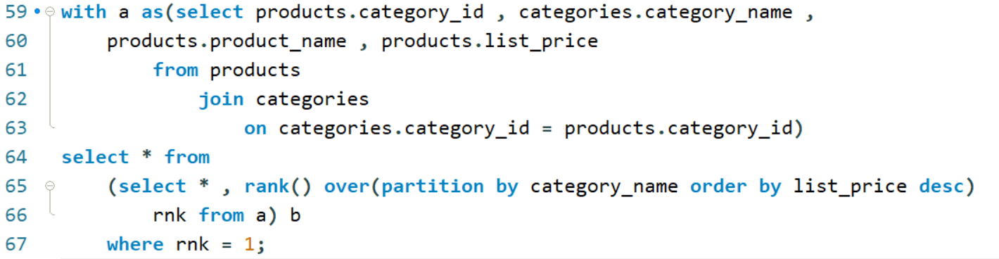 59 with a as(select products.category_id , categories.category_name ,
60 products.product_name , products.list_price
61 from products
62 join categories
63 on categories.category_id = products.category_id)
64 select * from
65 (select * , rank() over(partition by category_name order by list_price desc)
66 rnk from a) b
67 where rnk = 1;